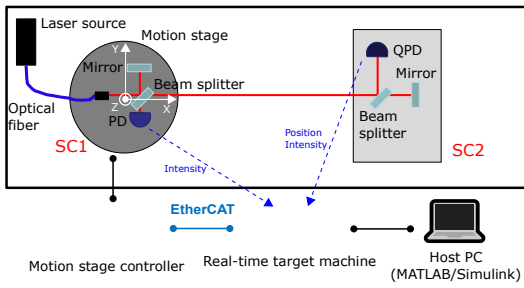 Laser source
Optical
fiber
Motion stage
Y
Mirror
Beam splitter
Z
X
PD
SC1
QPD
Mirror
Beam
splitter
SC2
Intensity
Position
Intensity
EtherCAT
Motion stage controller
Real-time target machine
Host PC
(MATLAB/Simulink)